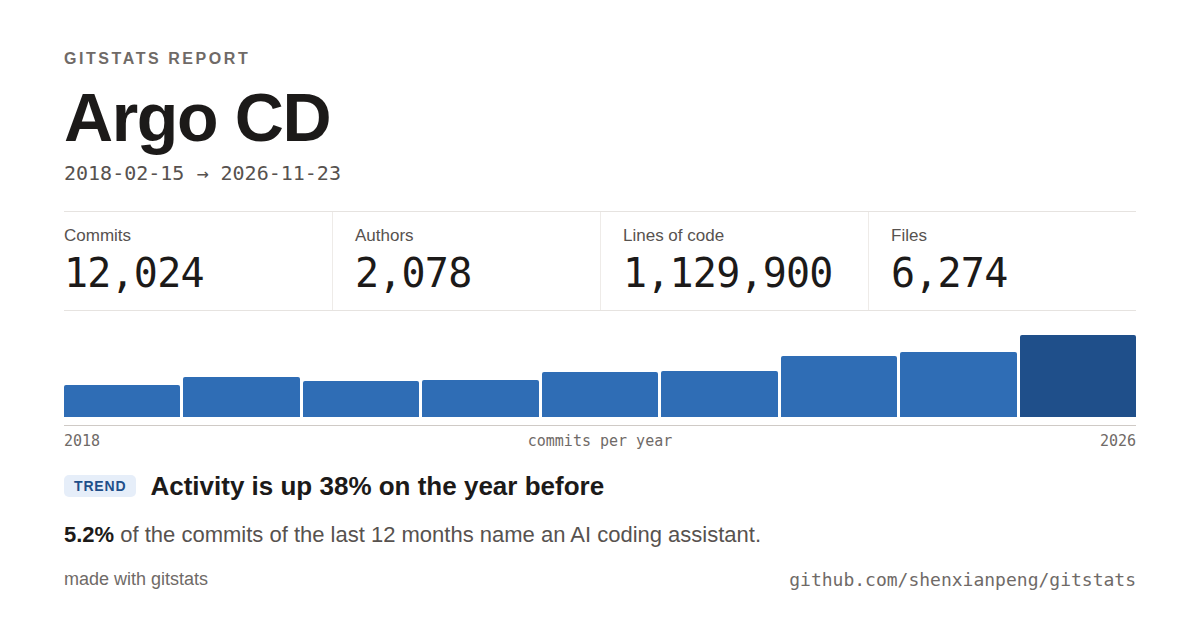 GITSTATS REPORT
Argo CD
2018-02-15 → 2026-11-23
Commits Authors Lines of code Files
12,024 2,078 1,129,900 6,274
2018 commits per year 2026
TREND Activity is up 38% on the year before
5.2% of the commits of the last 12 months name an AI coding assistant.
made with gitstats github.com/shenxianpeng/gitstats